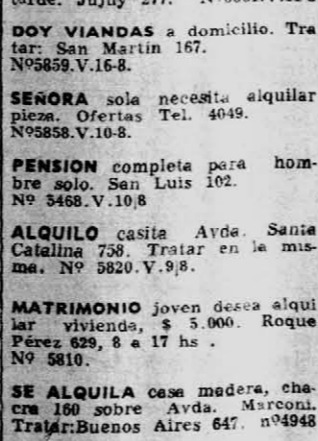 tarde. Jujuy 277.
DOY VIANDAS a domicilio. Tra
tar: San Martín 167.
Nº5859.V.16-8.
SEÑORA sola necesita alquilar
pieza. Ofertas Tel. 4049.
Nº5858.V.10-8.
PENSION completa para hom-
bre solo. San Luis 102.
Nº 5468.V.10|8
ALQUILO casita Avda. Santa
Catalina 758. Tratar en la mis-
ma. Nº 5820.V.9|8.
MATRIMONIO joven desea alqui
lar vivienda, $ 5.000. Roque
Pérez 629, 8 a 17 hs .
Nº 5810.
SE ALQUILA casa madera, cha-
cra 160 sobre Avda. Marconi.
Tratar:Buenos Aires 647. nº4948